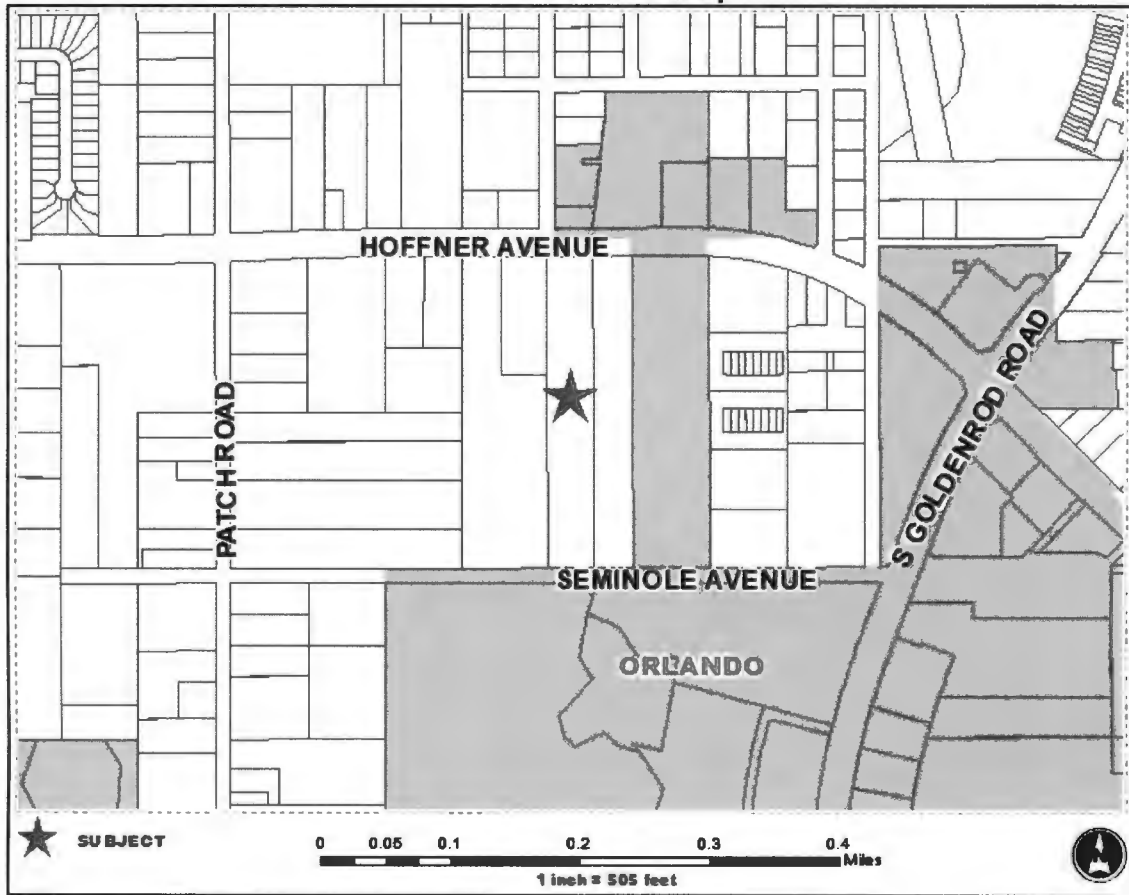 HOFFNER AVENUE
PATCH ROAD
S GOLDENROD ROAD
SEMINOLE AVENUE
ORLANDO
SUBJECT
0 0.05 0.1 0.2 0.3 0.4
Miles
1 inch = 505 feet